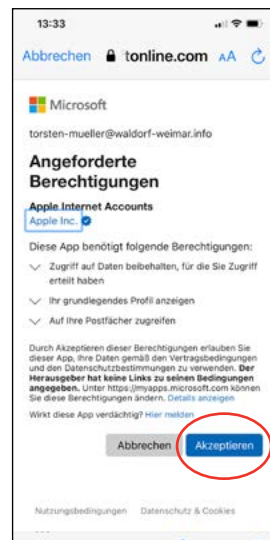 13:33
Abbrechen tonline.com AA
Microsoft
torsten-mueller@waldorf-weimar.info
Angeforderte
Berechtigungen
Apple Internet Accounts
Apple Inc.
Diese App benötigt folgende Berechtigungen:
Zugriff auf Daten beibehalten, für die Sie Zugriff
erteilt haben
Ihr grundlegendes Profil anzeigen
Auf Ihre Postfächer zugreifen
Durch Akzeptieren dieser Berechtigungen erlauben Sie
dieser App, Ihre Daten gemäß den Vertragsbedingungen
und den Datenschutzbestimmungen zu verwenden. Der
Herausgeber hat keine Links zu seinen Bedingungen
angegeben. Unter https://myapps.microsoft.com können
Sie diese Berechtigungen ändern. Details anzeigen
Wirkt diese App verdächtig? Hier melden
Abbrechen Akzeptieren
Nutzungsbedingungen Datenschutz & Cookies
...